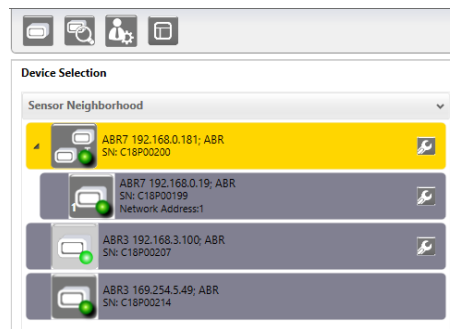 Device Selection
Sensor Neighborhood
ABR7 192.168.0.181; ABR
SN: C18P00200
ABR7 192.168.0.19; ABR
SN: C18P00199
Network Address:1
1
ABR3 192.168.3.100; ABR
SN: C18P00207
ABR3 169.254.5.49; ABR
SN: C18P00214